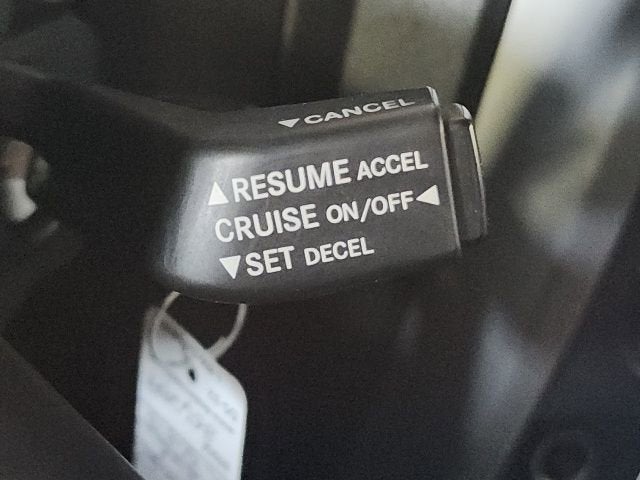 ▼CANCEL
▲RESUME ACCEL
CRUISE ON/OFF◀
▼SET DECEL